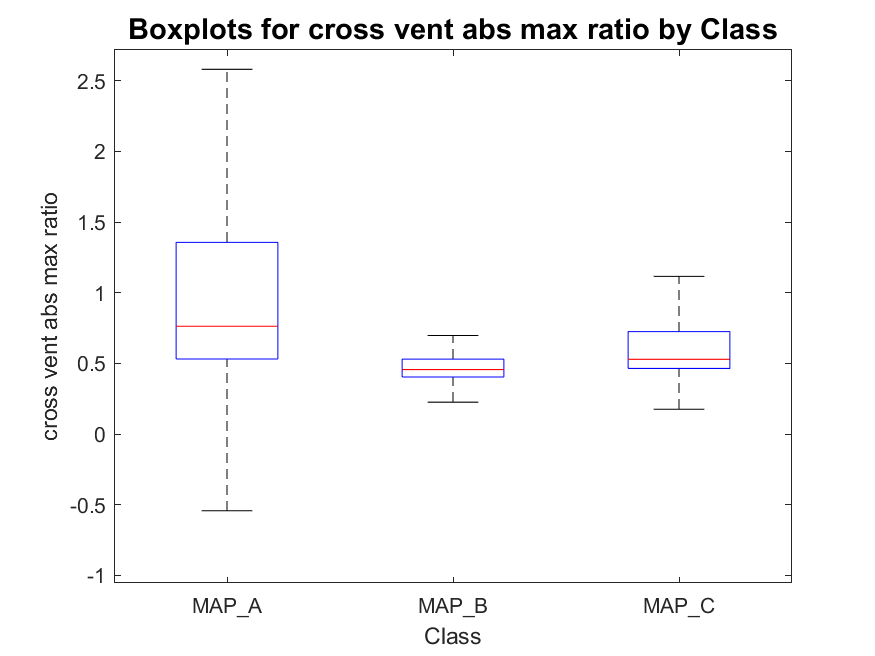 Boxplots for cross vent abs max ratio by Class
cross vent abs max ratio
2.5
2
1.5
1
0.5
0
-0.5
-1
MAP_A MAP_B MAP_C
Class